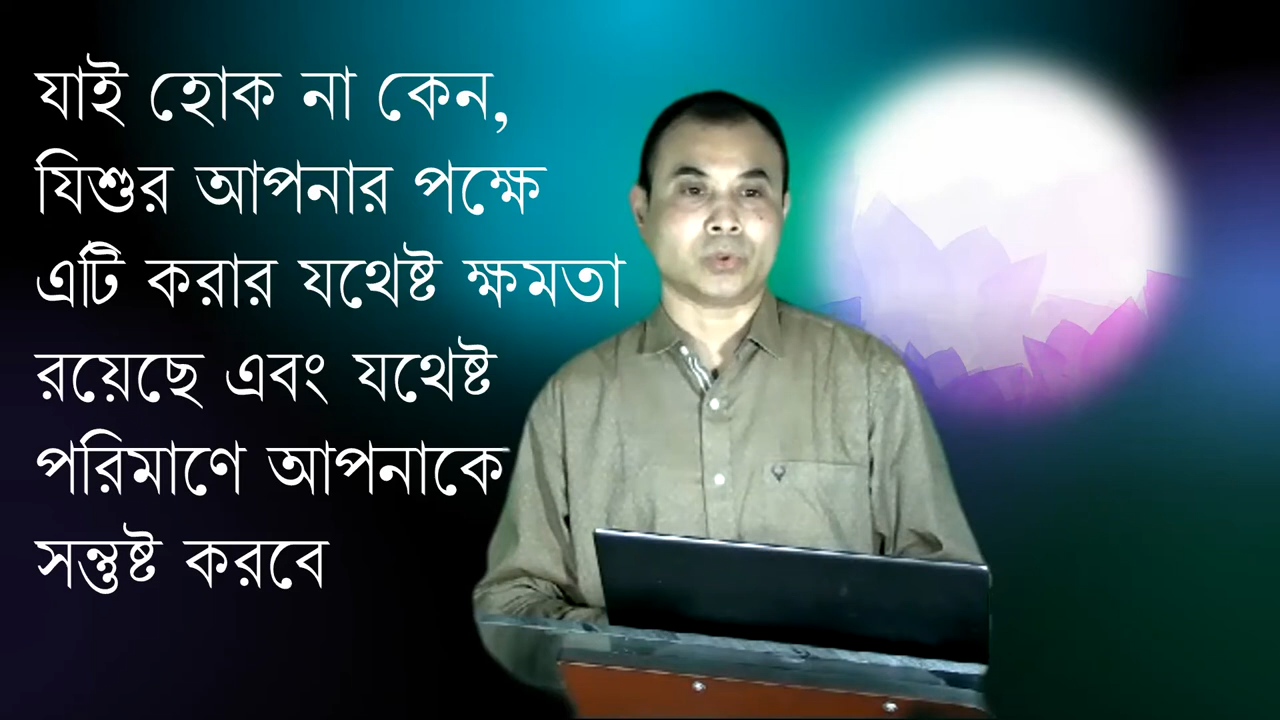 যাই হোক না কেন,
যিশুর আপনার পক্ষে
এটি করার যথেষ্ট ক্ষমতা
রয়েছে এবং যথেষ্ট
পরিমাণে আপনাকে
সন্তুষ্ট করবে